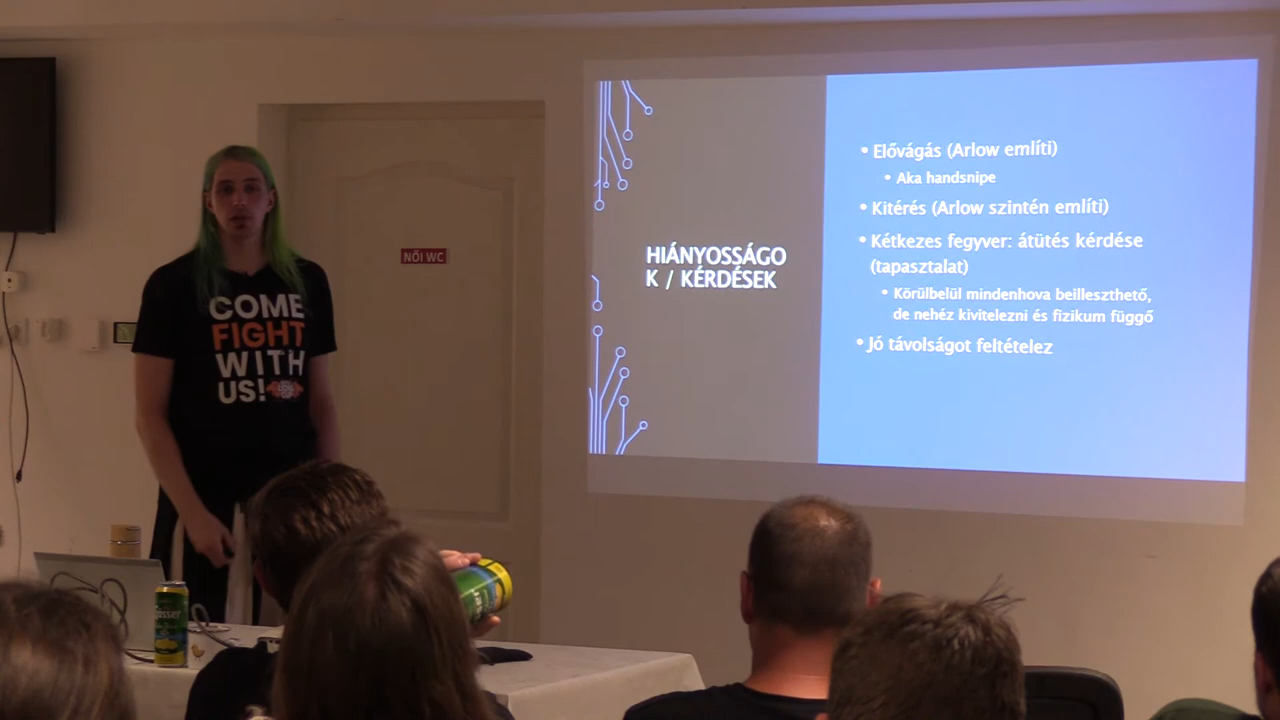 NŐI WC
COME
FIGHT
WITH
US!
HIÁNYOSSÁGO
K / KÉRDÉSEK
• Elővágás (Arlow említi)
• Aka handsnipe
• Kitérés (Arlow szintén említi)
• Kétkezes fegyver: átütés kérdése
(tapasztalat)
• Körülbelül mindenhova beilleszthető,
de nehéz kivitelezni és fizikum függő
• Jó távolságot feltételez